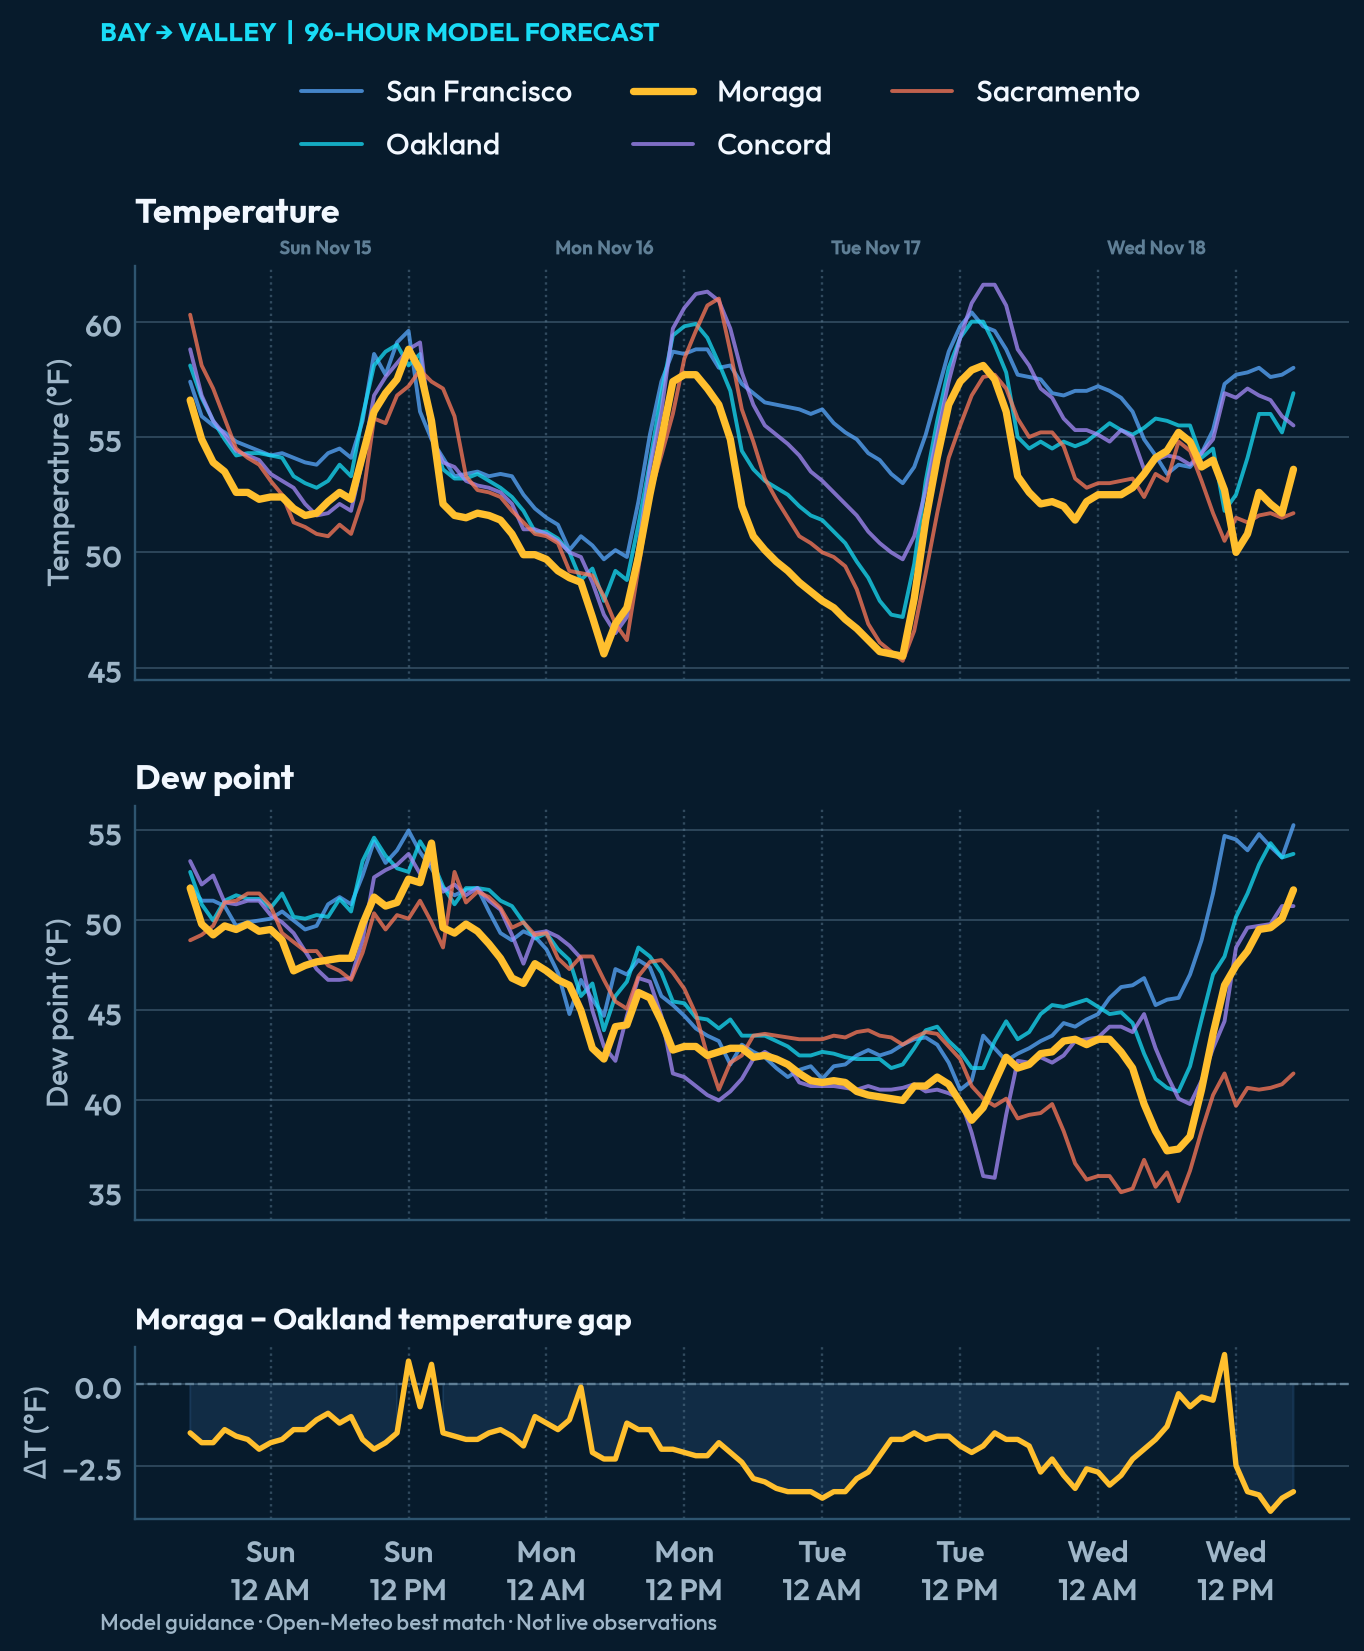 BAY → VALLEY | 96-HOUR MODEL FORECAST
San Francisco
Moraga
Sacramento
Oakland
Concord
Temperature
Sun Nov 15
Mon Nov 16
Tue Nov 17
Wed Nov 18
Temperature (°F)
60
55
50
45
Dew point
Dew point (°F)
55
50
45
40
35
Moraga – Oakland temperature gap
ΔT (°F)
0.0
−2.5
Sun
12 AM
Sun
12 PM
Mon
12 AM
Mon
12 PM
Tue
12 AM
Tue
12 PM
Wed
12 AM
Wed
12 PM
Model guidance · Open-Meteo best match · Not live observations